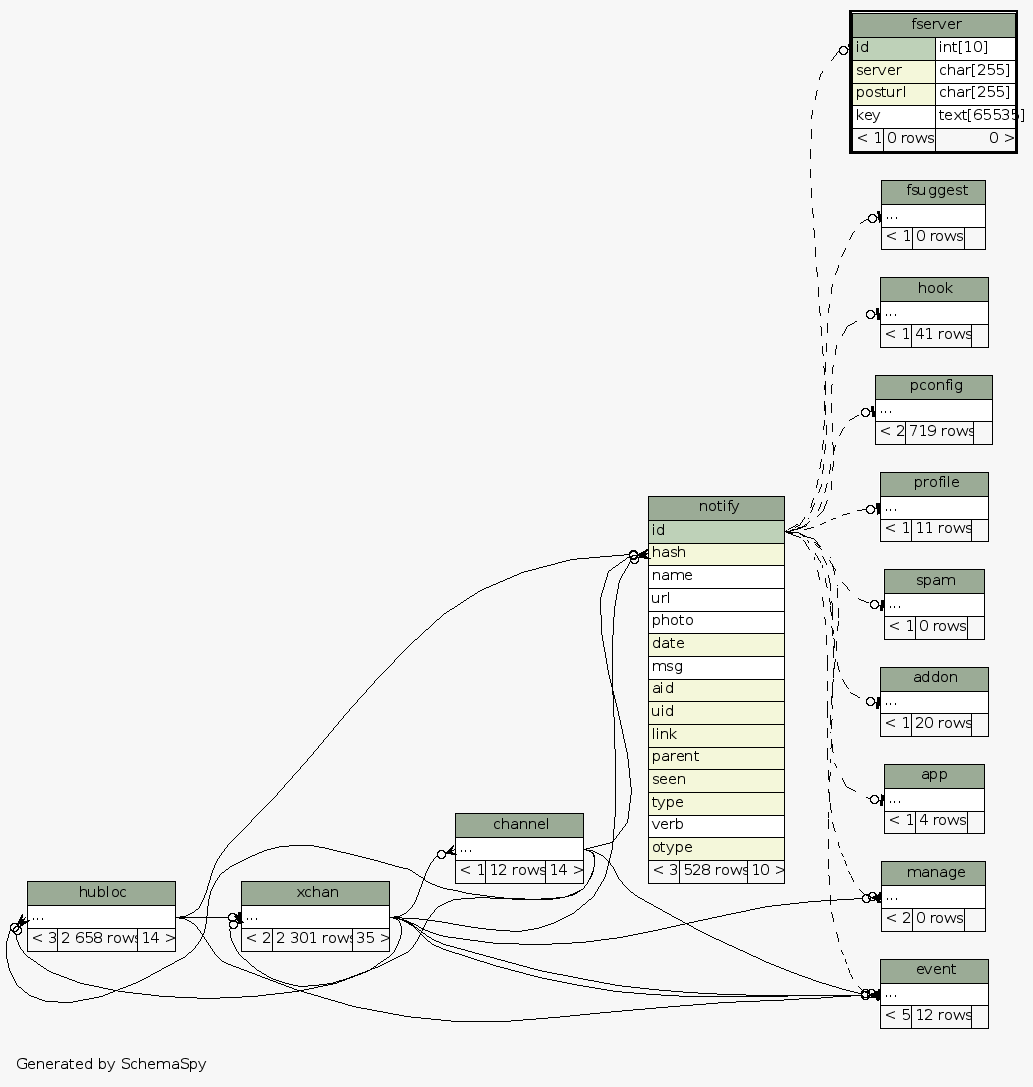 fserver
id int[10]
server char[255]
posturl char[255]
key text[65535]
< 1 0 rows 0 >
fsuggest
...
< 1 0 rows
hook
...
< 1 41 rows
pconfig
...
< 2 719 rows
profile
...
< 1 11 rows
notify
id
hash
name
url
photo
date
msg
aid
uid
link
parent
seen
type
verb
otype
< 3 528 rows 10 >
spam
...
< 1 0 rows
addon
...
< 1 20 rows
app
...
< 1 4 rows
channel
...
< 1 12 rows 14 >
manage
...
< 2 0 rows
hubloc
...
< 3 2 658 rows 14 >
xchan
...
< 2 2 301 rows 35 >
event
...
< 5 12 rows
Generated by SchemaSpy